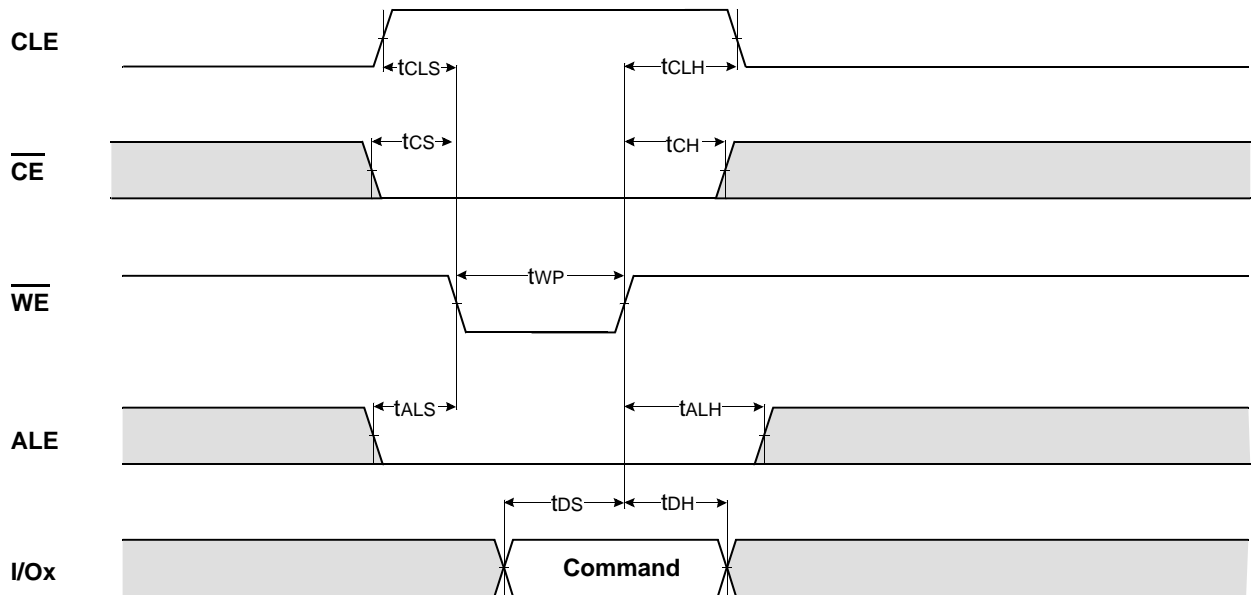 CLE
tCLS
tCLH
CE
tCS
tCH
WE
tWP
ALE
tALS
tALH
I/Ox
tDS
tDH
Command